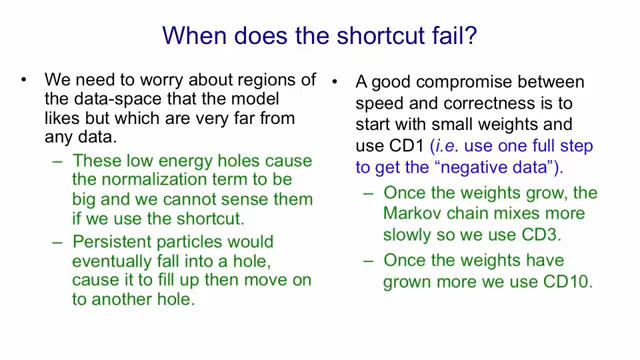 When does the shortcut fail?
• We need to worry about regions of
the data-space that the model
likes but which are very far from
any data.
– These low energy holes cause
the normalization term to be
big and we cannot sense them
if we use the shortcut.
– Persistent particles would
eventually fall into a hole,
cause it to fill up then move on
to another hole.
• A good compromise between
speed and correctness is to
start with small weights and
use CD1 (i.e. use one full step
to get the “negative data”).
– Once the weights grow, the
Markov chain mixes more
slowly so we use CD3.
– Once the weights have
grown more we use CD10.